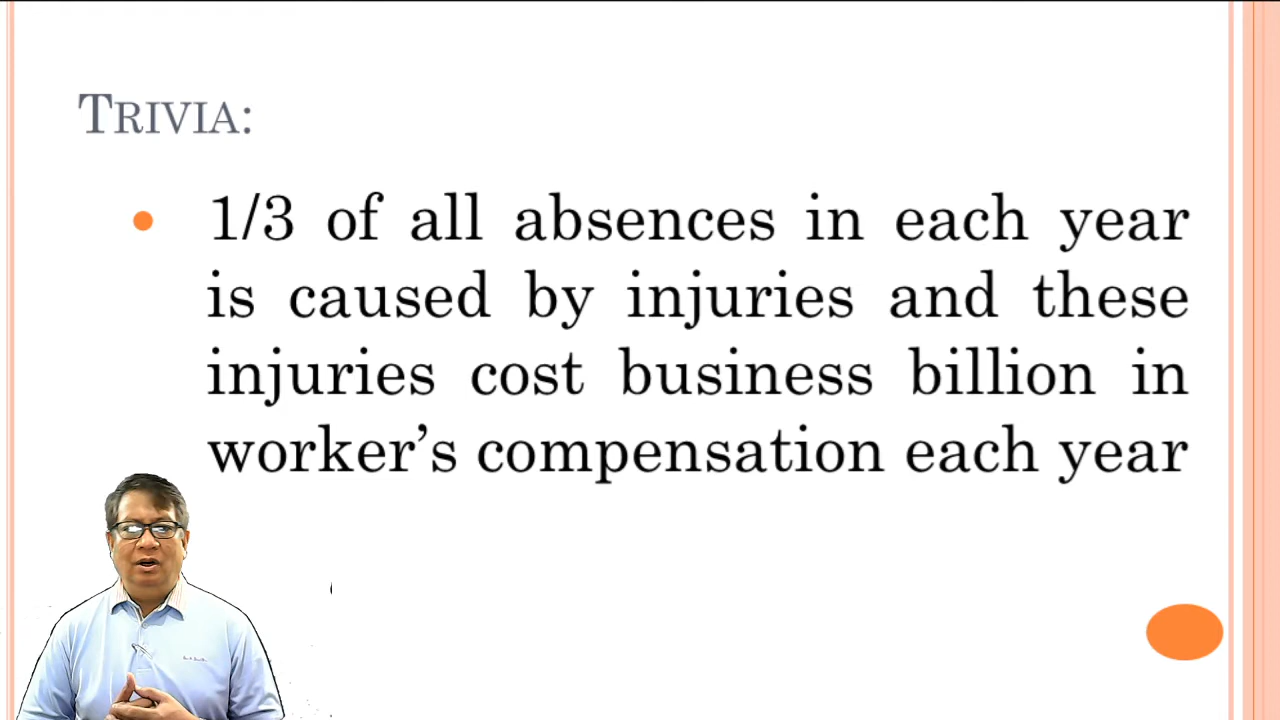 TRIVIA:
1/3 of all absences in each year
is caused by injuries and these
injuries cost business billion in
worker’s compensation each year